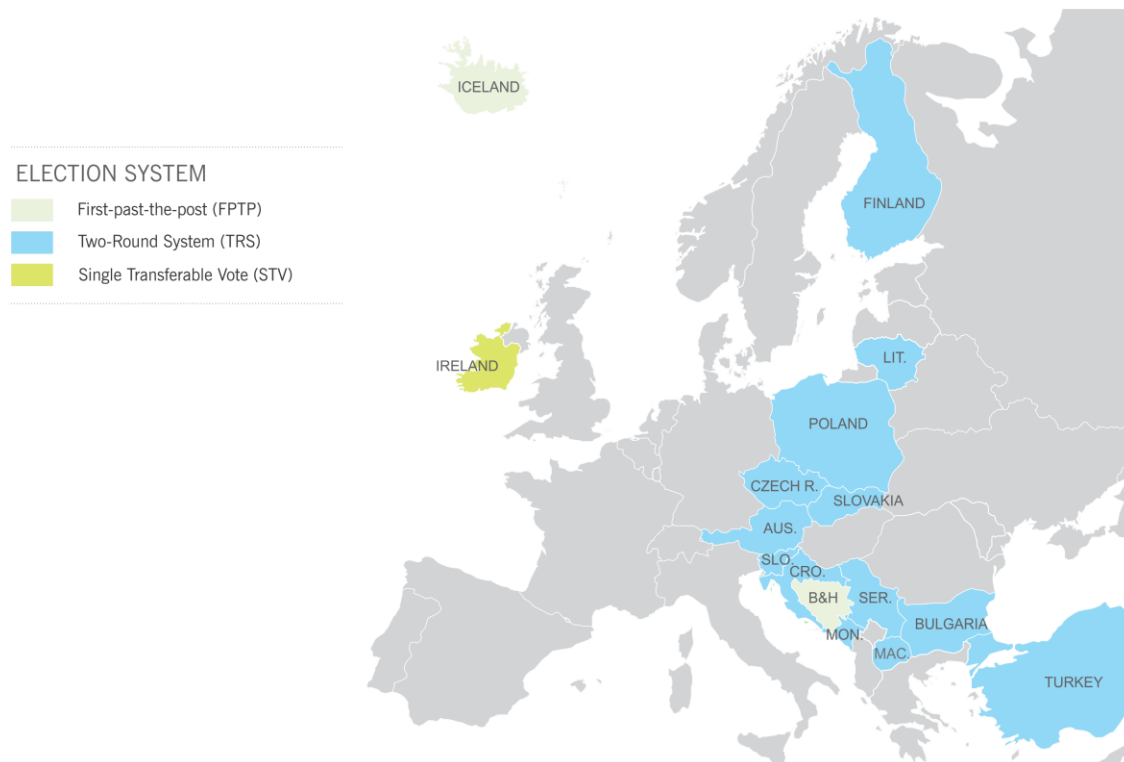 ICELAND
ELECTION SYSTEM
First-past-the-post (FPTP)
Two-Round System (TRS)
Single Transferable Vote (STV)
FINLAND
IRELAND
LIT.
POLAND
CZECH R.
SLOVAKIA
AUS.
SLO.
CRO.
B&H
SER.
BULGARIA
MON.
MAC.
TURKEY